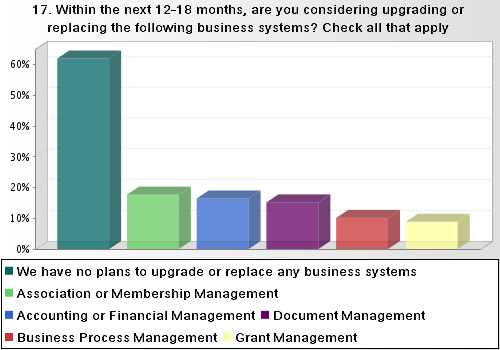 17. Within the next 12-18 months, are you considering upgrading or
replacing the following business systems? Check all that apply
60%
50%
40%
30%
20%
10%
0%
We have no plans to upgrade or replace any business systems
Association or Membership Management
Accounting or Financial Management Document Management
Business Process Management Grant Management